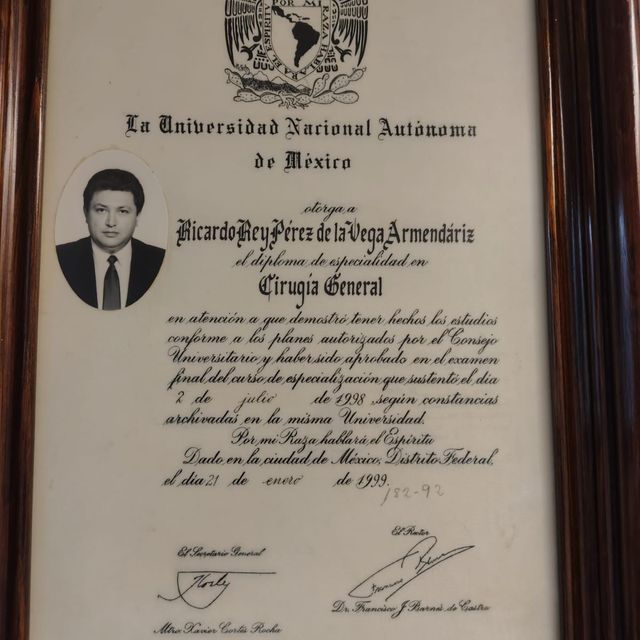 POR MI RAZA HABLARA EL ESPIRITU
La Universidad Nacional Autónoma
de México
otorga a
Ricardo Rey Pérez de la Vega Armendáriz
el diploma de especialidad en
Cirugía General
en atención a que demostró tener hechos los estudios
conforme a los planes autorizados por el Consejo
Universitario y haber sido aprobado en el examen
final del curso de especialización que sustentó el día
2 de julio de 1998, según constancias
archivadas en la misma Universidad.
Por mi Raza hablará el Espíritu
Dado en la ciudad de México, Distrito Federal,
el día 21 de enero de 1999.
182-92
El Secretario General
El Rector
Dr. Francisco J. Barnés de Castro
Mtro. Xavier Cortés Rocha